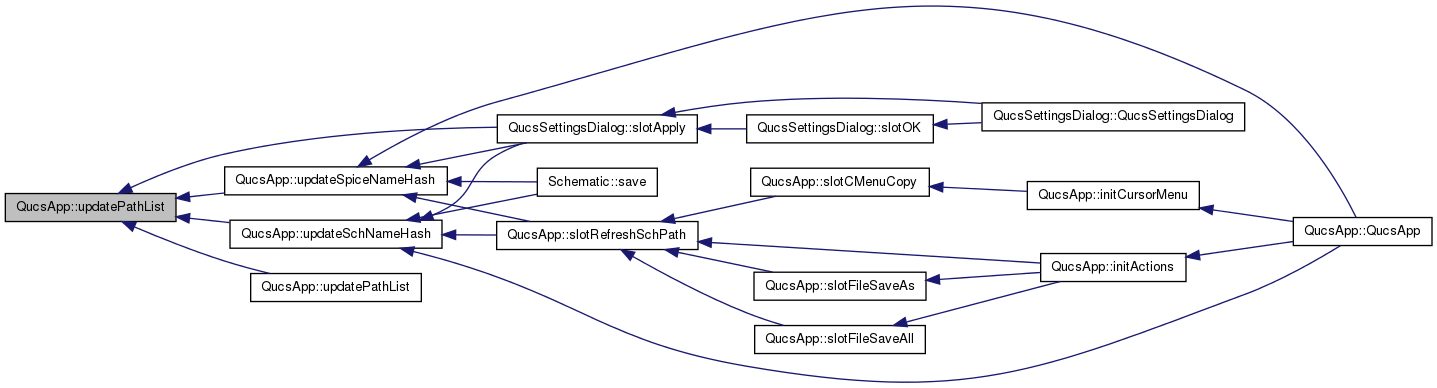 QucsApp::updatePathList
QucsApp::updateSpiceNameHash
QucsApp::updateSchNameHash
QucsApp::updatePathList
QucsSettingsDialog::slotApply
Schematic::save
QucsApp::slotRefreshSchPath
QucsSettingsDialog::slotOK
QucsApp::slotCMenuCopy
QucsApp::slotFileSaveAs
QucsApp::slotFileSaveAll
QucsSettingsDialog::QucsSettingsDialog
QucsApp::initCursorMenu
QucsApp::initActions
QucsApp::QucsApp